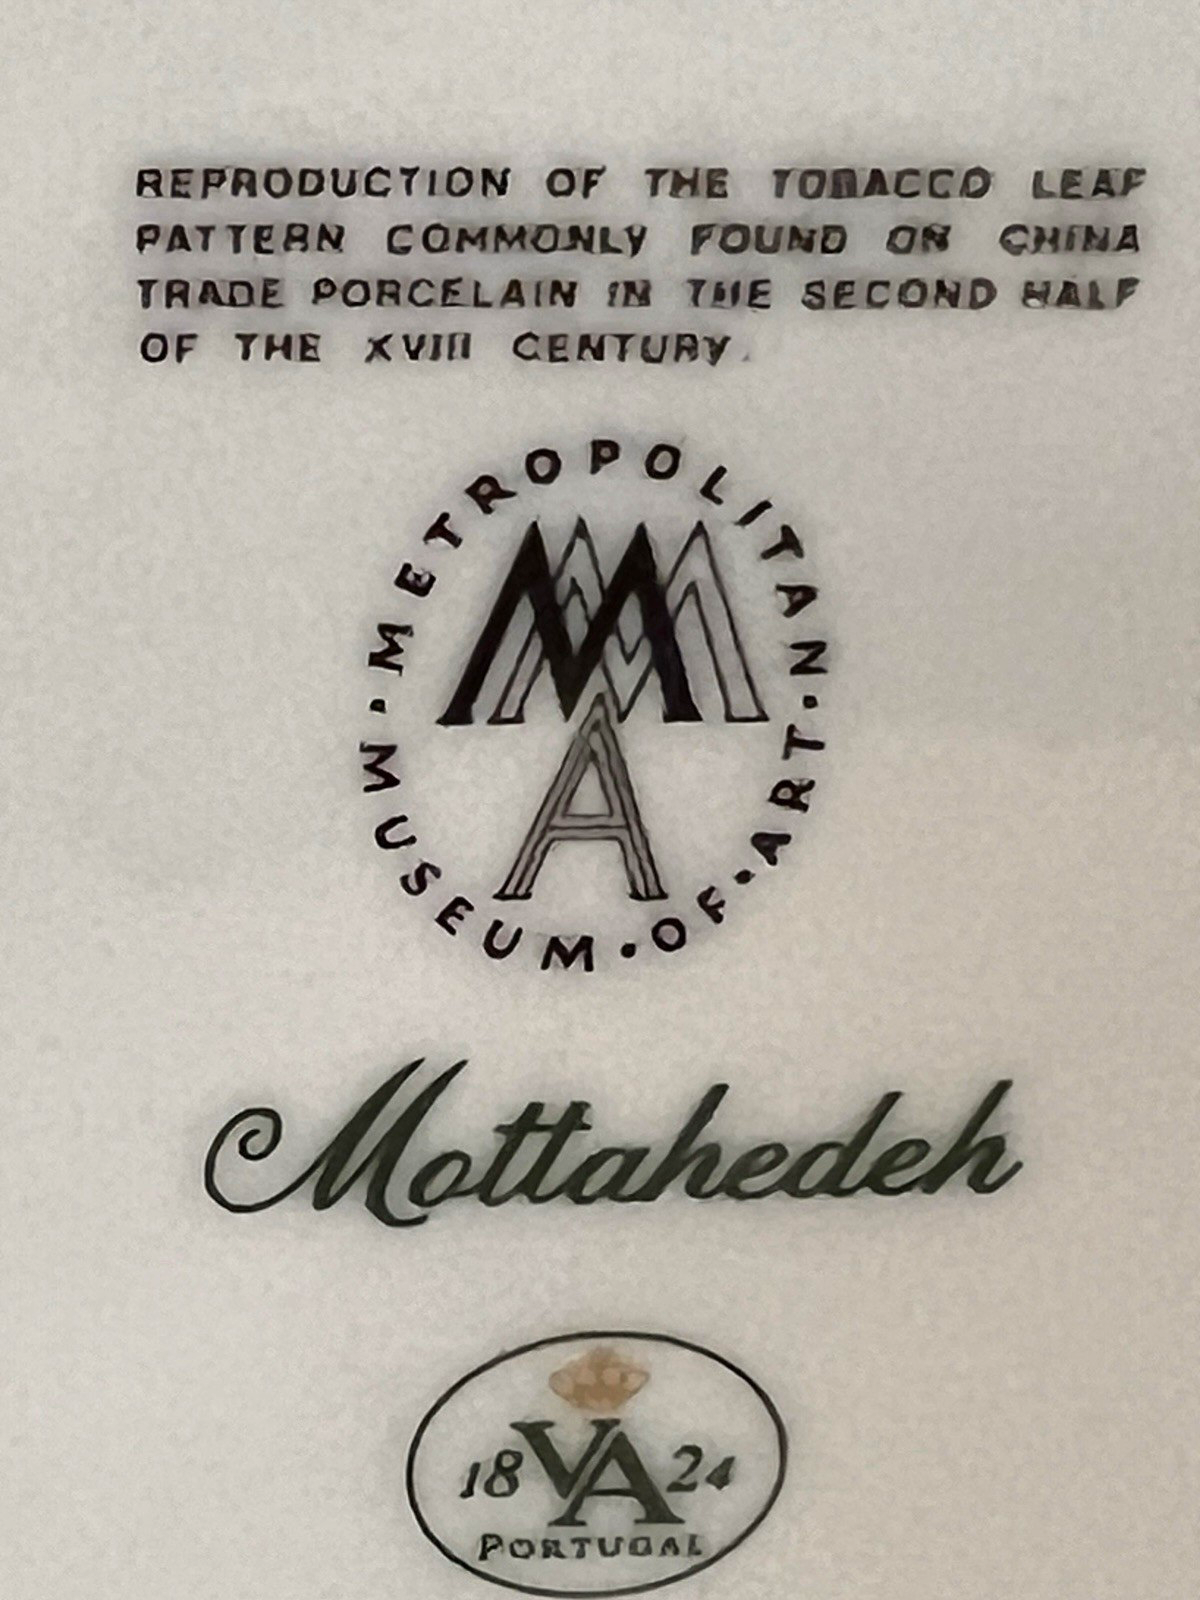 REPRODUCTION OF THE TOBACCO LEAF
PATTERN COMMONLY FOUND ON CHINA
TRADE PORCELAIN IN THE SECOND HALF
OF THE XVIII CENTURY.
METROPOLITAN · MUSEUM · OF · ART ·
MMA
Mottahedeh
18 VA 24
PORTUGAL